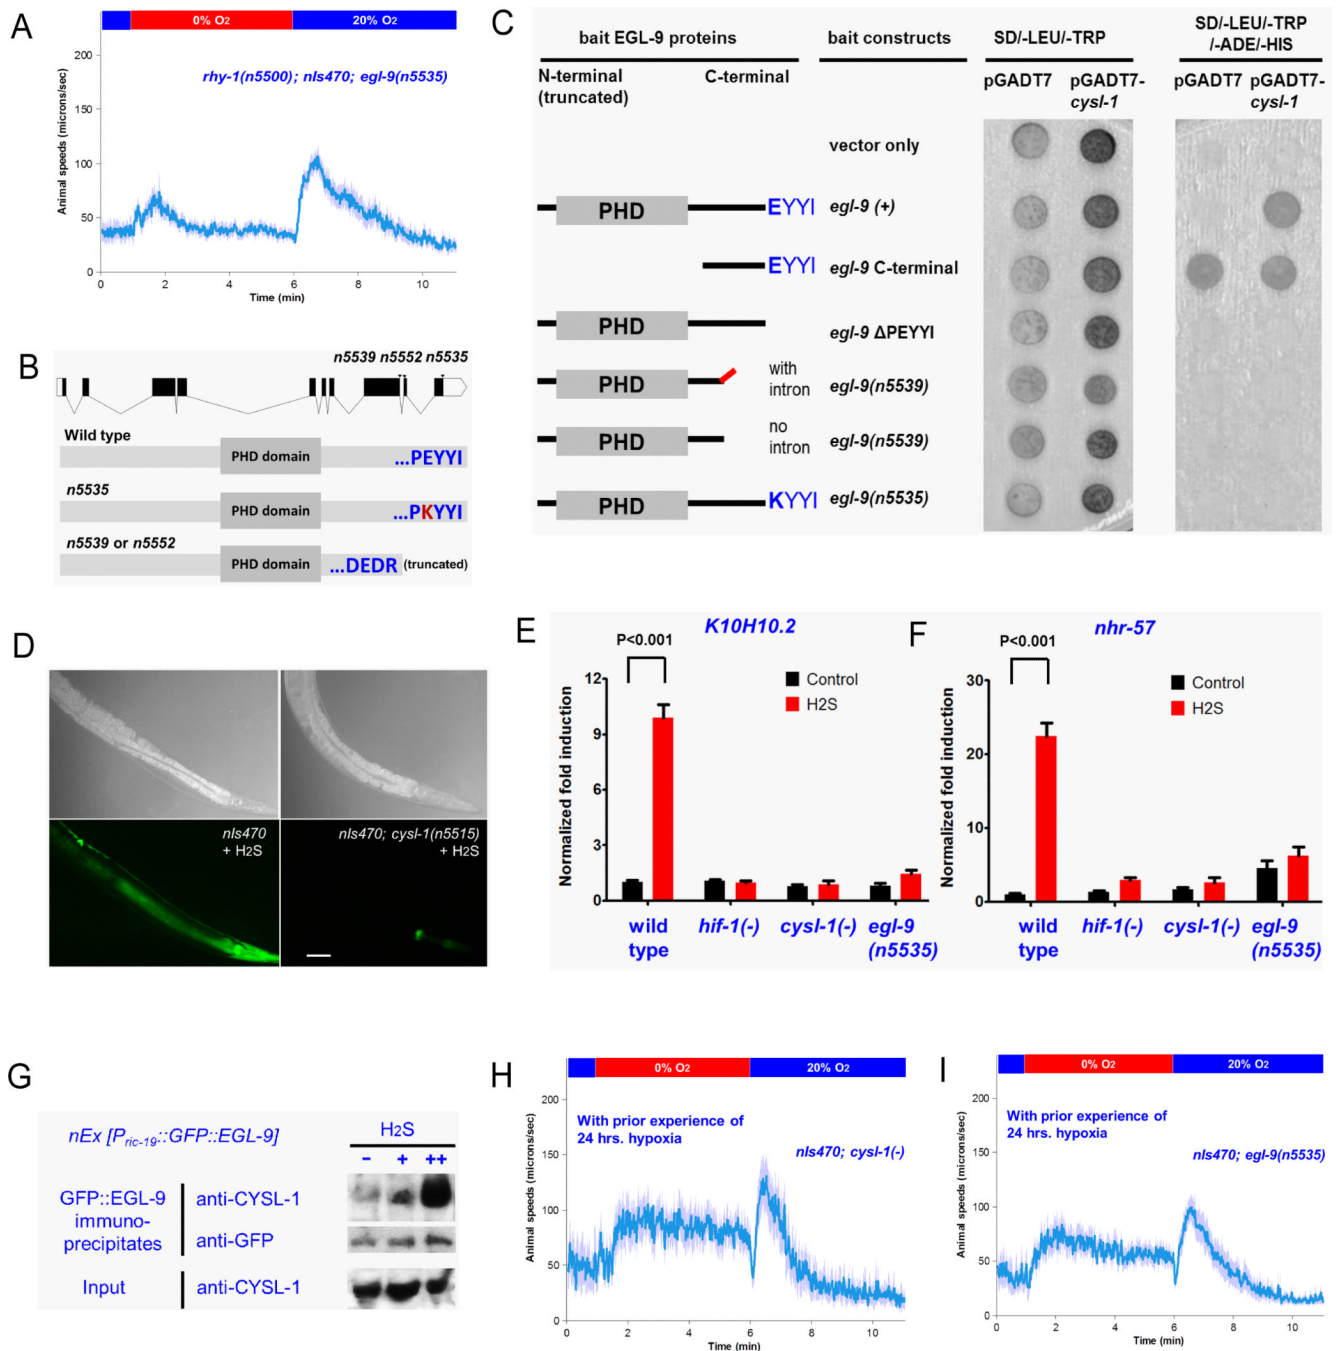 A
0% O2
20% O2
rhy-1(n5500); nIs470; egl-9(n5535)
Animal speeds (microns/sec)
200
150
100
50
0
0 2 4 6 8 10
Time (min)
B
n5539 n5552 n5535
Wild type
PHD domain
...PEYYI
n5535
PHD domain
...PKYYI
n5539 or n5552
PHD domain
...DEDR (truncated)
C
bait EGL-9 proteins
bait constructs
SD/-LEU/-TRP
SD/-LEU/-TRP
/-ADE/-HIS
N-terminal
(truncated)
C-terminal
pGADT7
pGADT7-
cysl-1
pGADT7
pGADT7-
cysl-1
vector only
PHD
EYYI
egl-9 (+)
EYYI
egl-9 C-terminal
PHD
egl-9 ΔPEYYI
PHD
with
intron
egl-9(n5539)
PHD
no
intron
egl-9(n5539)
PHD
KYYI
egl-9(n5535)
D
nIs470
+ H2S
nIs470; cysl-1(n5515)
+ H2S
E
K10H10.2
P<0.001
Control
H2S
Normalized fold induction
12
9
6
3
0
wild
type
hif-1(-)
cysl-1(-)
egl-9
(n5535)
F
nhr-57
P<0.001
Control
H2S
Normalized fold induction
30
20
10
0
wild
type
hif-1(-)
cysl-1(-)
egl-9
(n5535)
G
nEx [Pric-19::GFP::EGL-9]
H2S
- + ++
GFP::EGL-9
immuno-
precipitates
anti-CYSL-1
anti-GFP
Input
anti-CYSL-1
H
0% O2
20% O2
With prior experience of
24 hrs. hypoxia
nIs470; cysl-1(-)
Animal speeds (microns/sec)
200
150
100
50
0
0 2 4 6 8 10
Time (min)
I
0% O2
20% O2
With prior experience of
24 hrs. hypoxia
nIs470; egl-9(n5535)
Animal speeds (microns/sec)
200
150
100
50
0
0 2 4 6 8 10
Time (min)